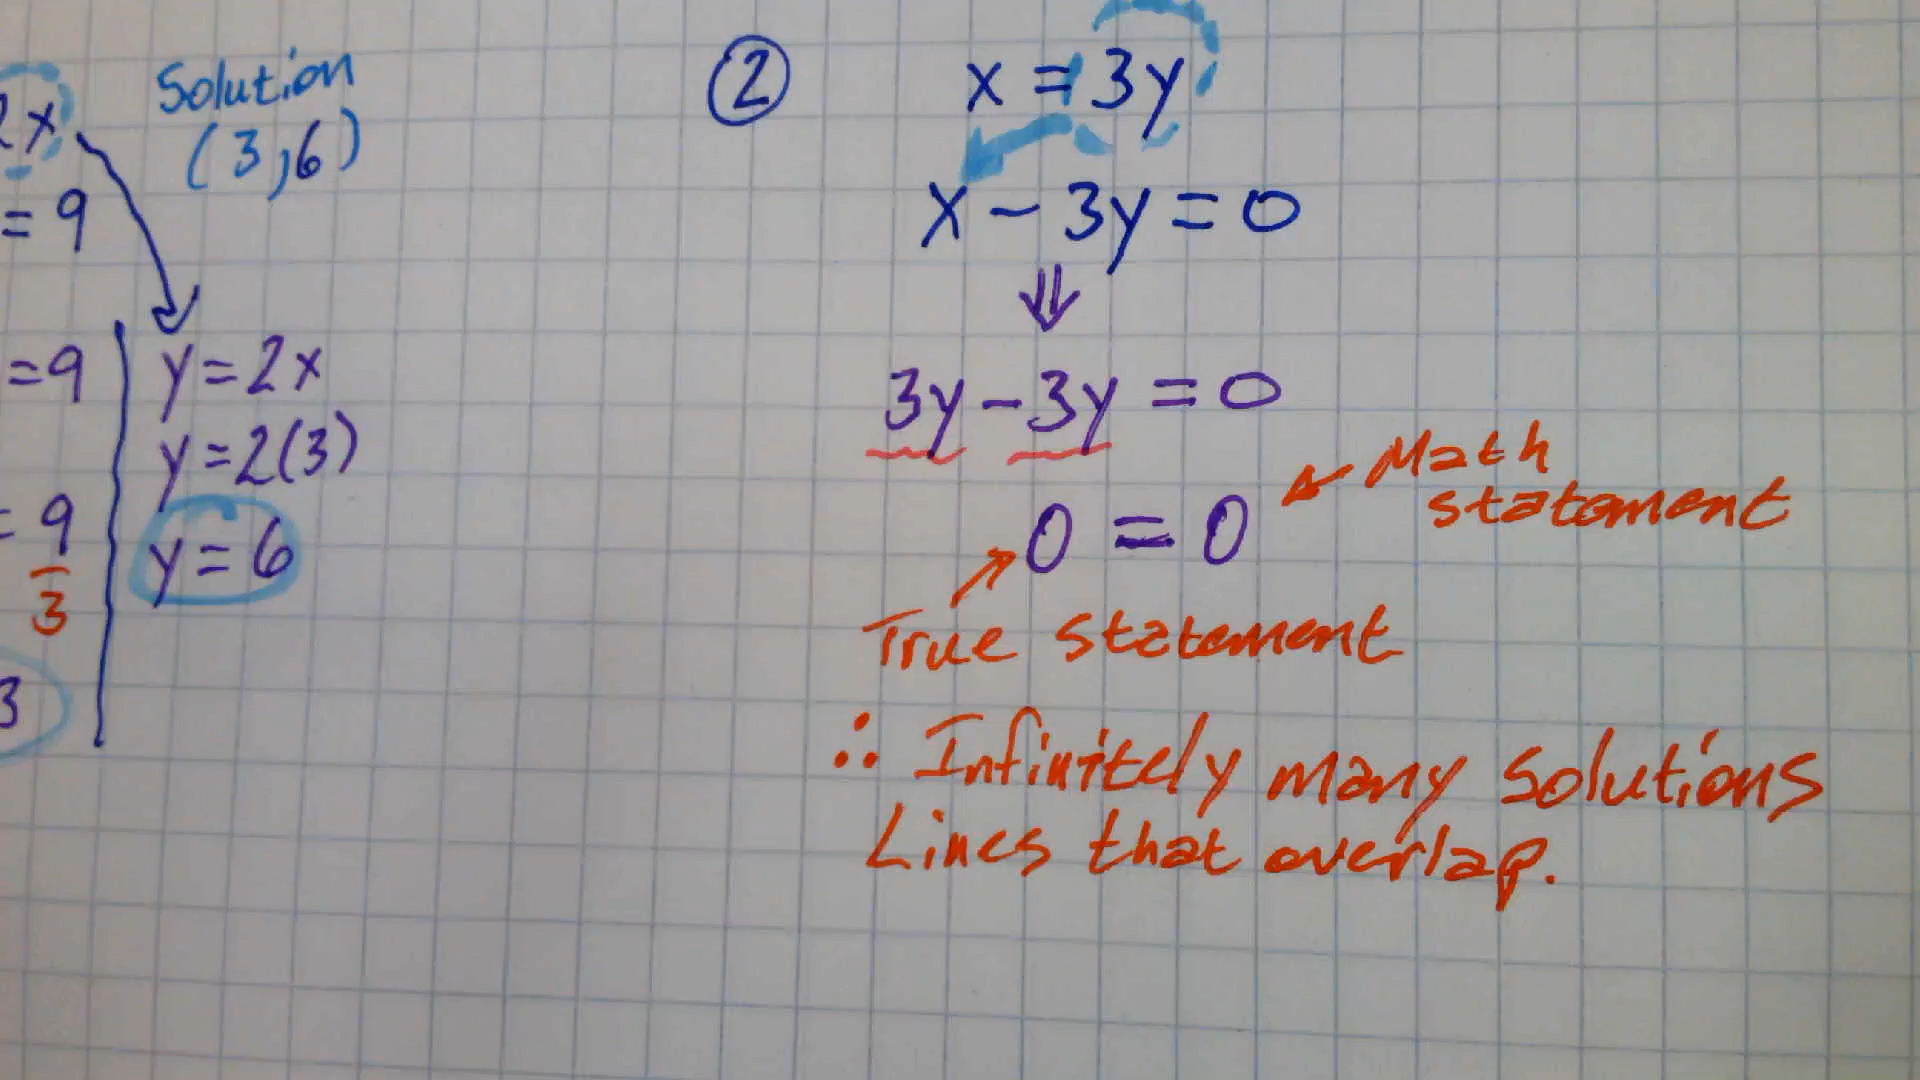 2x
= 9
Solution
(3,6)
= 9
= 9
3
3
y = 2x
y = 2(3)
y = 6
2
x = 3y
x - 3y = 0
⇓
3y - 3y = 0
0 = 0
Math
statement
True statement
∴ Infinitely many solutions
Lines that overlap.